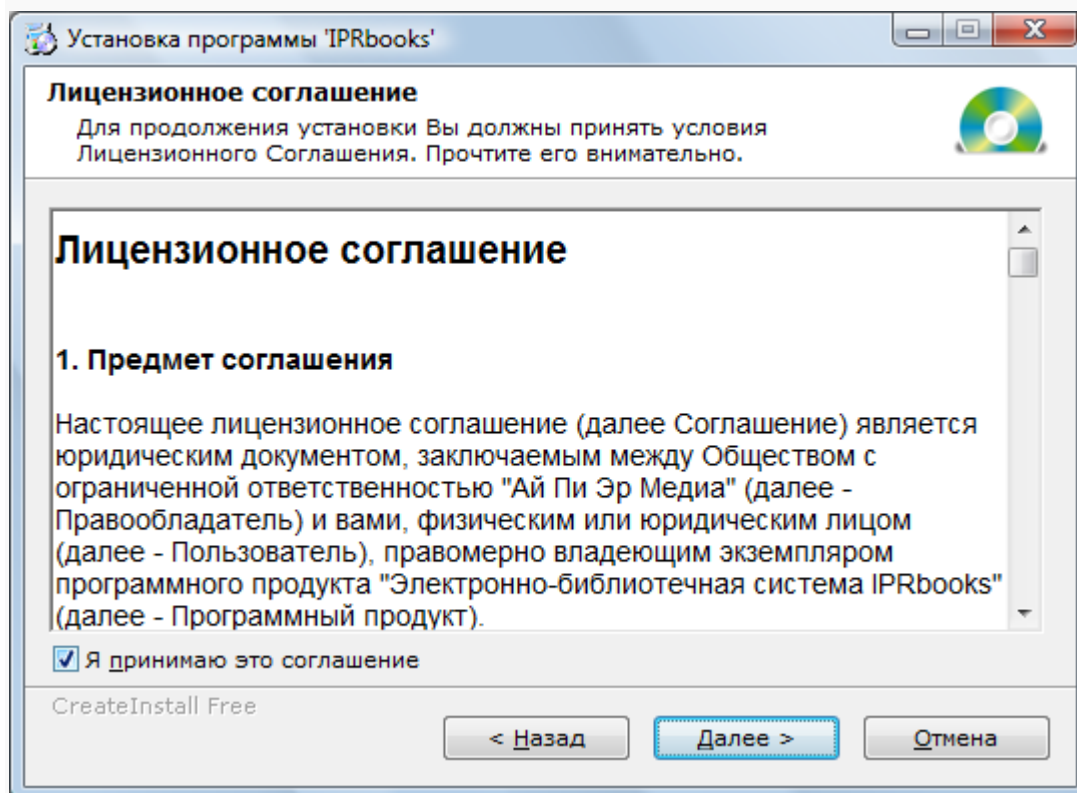 Установка программы 'IPRbooks'
Лицензионное соглашение
Для продолжения установки Вы должны принять условия
Лицензионного Соглашения. Прочтите его внимательно.
Лицензионное соглашение
1. Предмет соглашения
Настоящее лицензионное соглашение (далее Соглашение) является
юридическим документом, заключаемым между Обществом с
ограниченной ответственностью "Ай Пи Эр Медиа" (далее -
Правообладатель) и вами, физическим или юридическим лицом
(далее - Пользователь), правомерно владеющим экземпляром
программного продукта "Электронно-библиотечная система IPRbooks"
(далее - Программный продукт).
Я принимаю это соглашение
CreateInstall Free
< Назад
Далее >
Отмена